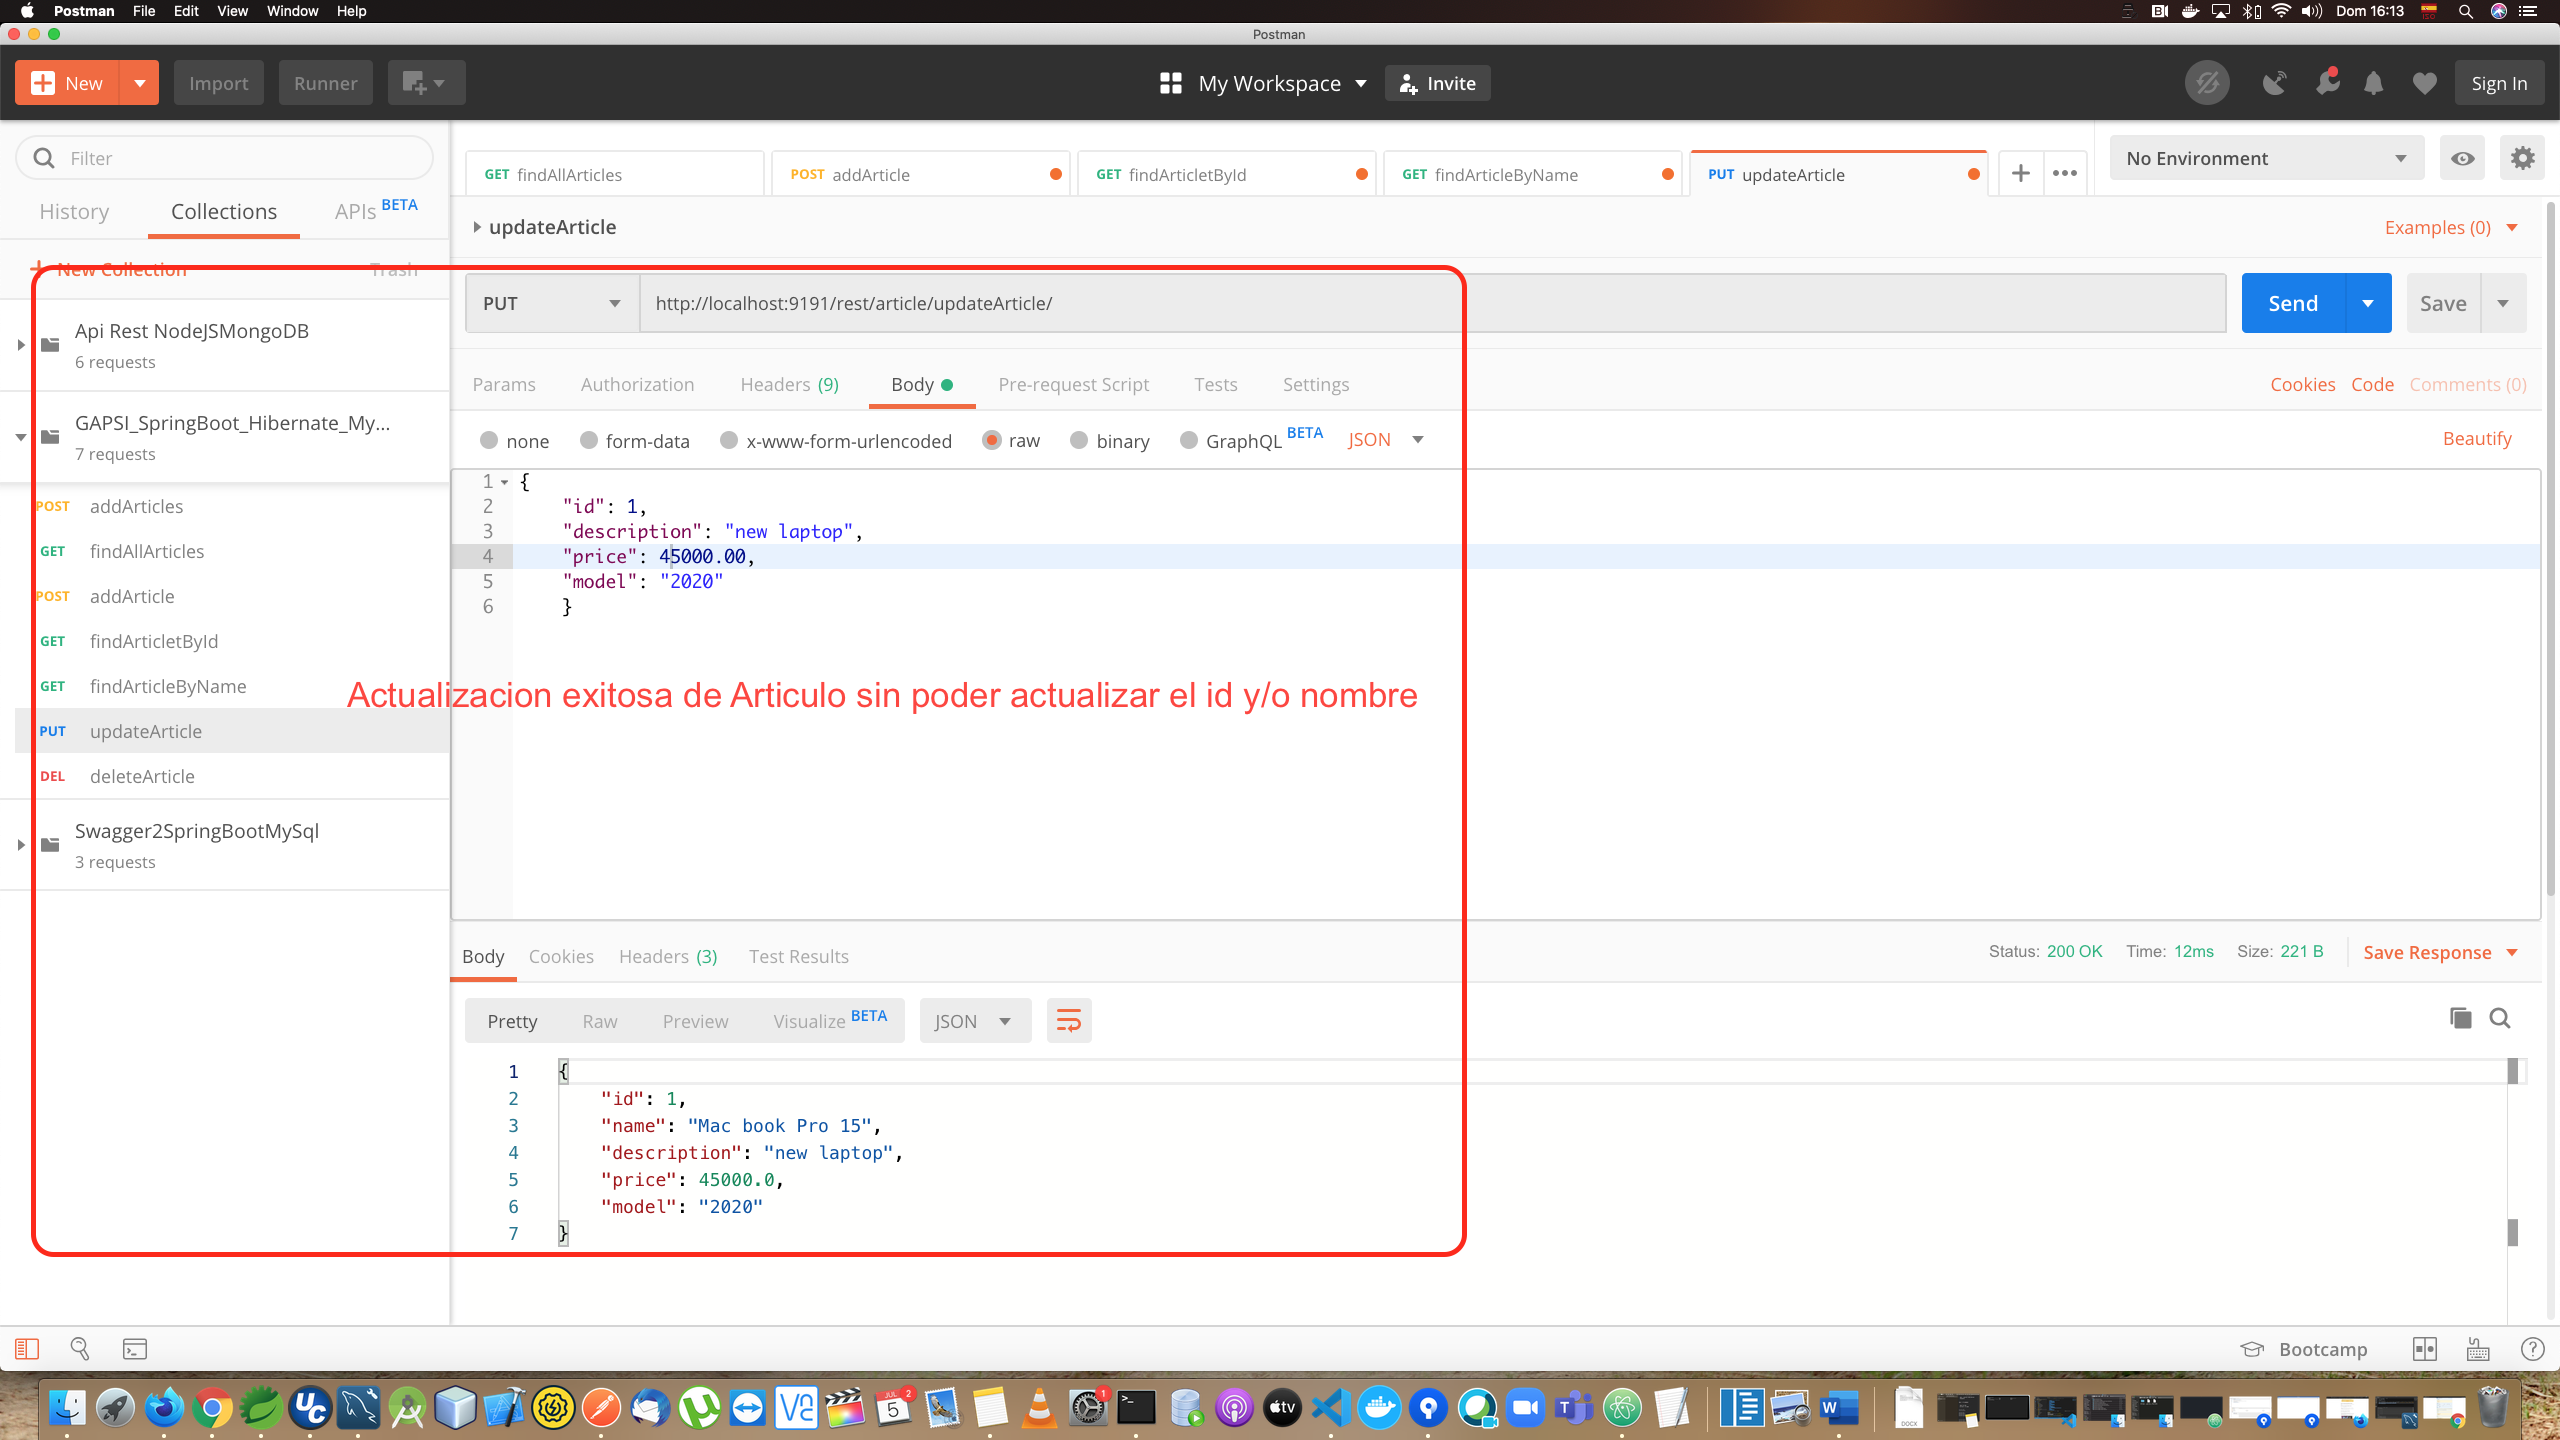 Postman File Edit View Window Help
Dom 16:13
Postman
New Import Runner
My Workspace Invite
Sign In
Filter
History Collections APIs BETA
New Collection Trash
Api Rest NodeJSMongoDB
6 requests
GAPSI_SpringBoot_Hibernate_My...
7 requests
POST addArticles
GET findAllArticles
POST addArticle
GET findArticletById
GET findArticleByName
PUT updateArticle
DEL deleteArticle
Swagger2SpringBootMySql
3 requests
GET findAllArticles
POST addArticle
GET findArticletById
GET findArticleByName
PUT updateArticle
No Environment
updateArticle
Examples (0)
PUT http://localhost:9191/rest/article/updateArticle/
Send Save
Params Authorization Headers (9) Body Pre-request Script Tests Settings
Cookies Code Comments (0)
none form-data x-www-form-urlencoded raw binary GraphQL BETA JSON
Beautify
1 {
2 "id": 1,
3 "description": "new laptop",
4 "price": 45000.00,
5 "model": "2020"
6 }
Actualizacion exitosa de Articulo sin poder actualizar el id y/o nombre
Body Cookies Headers (3) Test Results
Status: 200 OK Time: 12ms Size: 221 B Save Response
Pretty Raw Preview Visualize BETA JSON
1 {
2 "id": 1,
3 "name": "Mac book Pro 15",
4 "description": "new laptop",
5 "price": 45000.0,
6 "model": "2020"
7 }
Bootcamp